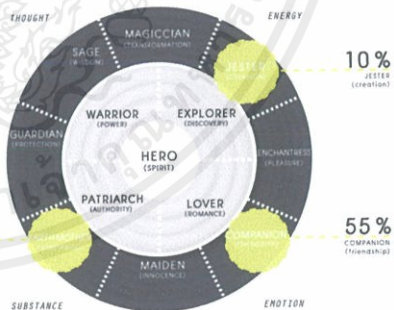 THOUGHT
ENERGY
MAGICCIAN
(TRANSFORMATION)
SAGE
(WISDOM)
JESTER
10%
JESTER
(creation)
WARRIOR
(POWER)
EXPLORER
(DISCOVERY)
GUARDIAN
(PROTECTION)
HERO
(SPIRIT)
ENCHANTRESS
(PLEASURE)
PATRIARCH
(AUTHORITY)
LOVER
(ROMANCE)
COMPANION
55%
COMPANION
(friendship)
MAIDEN
(INNOCENCE)
SUBSTANCE
EMOTION